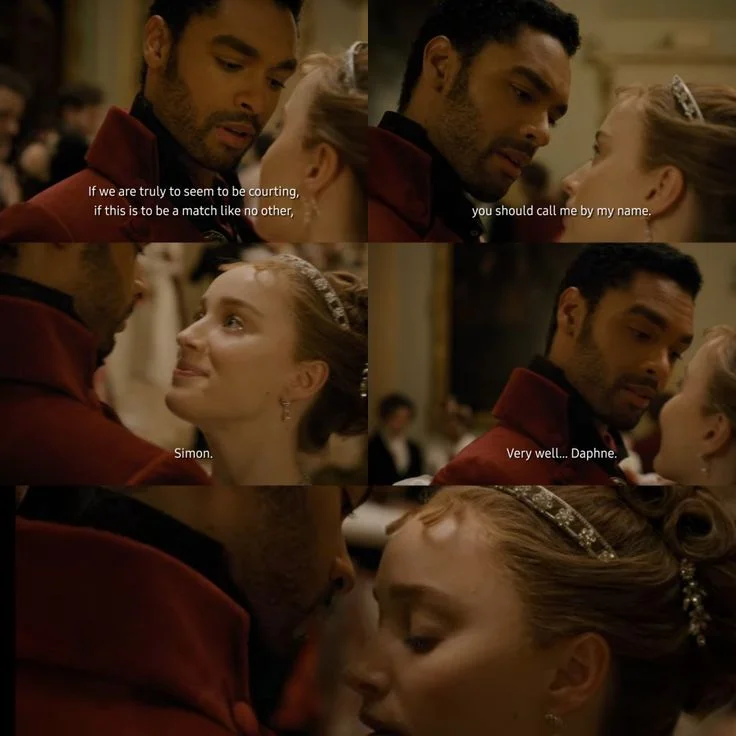 If we are truly to seem to be courting,
if this is to be a match like no other,
you should call me by my name.
Simon.
Very well... Daphne.